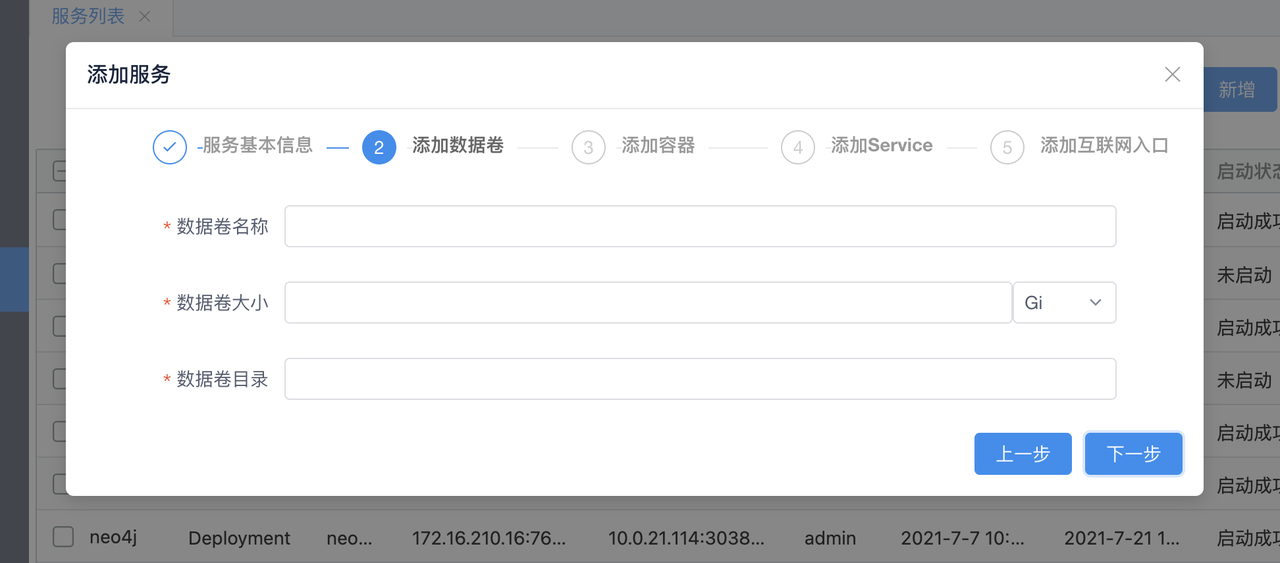 服务列表
添加服务
新增
服务基本信息 2 添加数据卷 3 添加容器 4 添加Service 5 添加互联网入口
* 数据卷名称
* 数据卷大小 Gi
* 数据卷目录
上一步 下一步
启动状态
启动成功
未启动
启动成功
未启动
启动成功
启动成功
neo4j Deployment neo... 172.16.210.16:76... 10.0.21.114:3038... admin 2021-7-7 10:... 2021-7-21 1... 启动成功